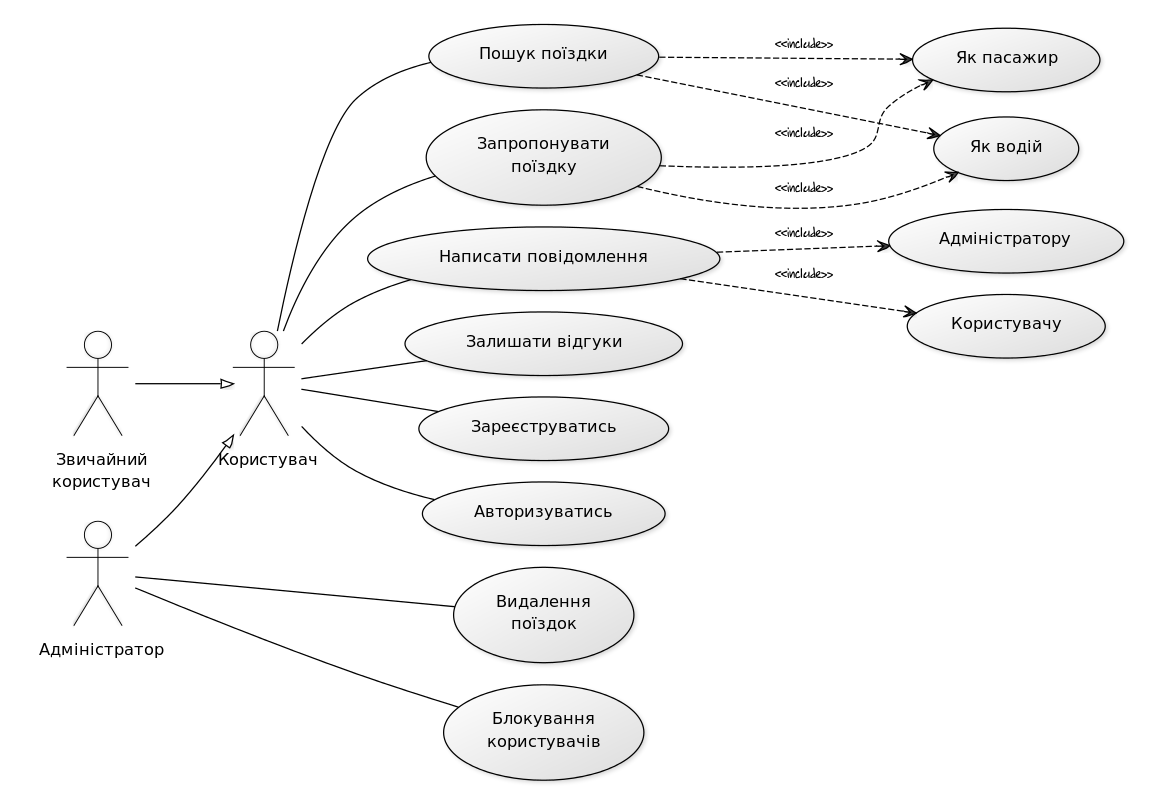 Пошук поїздки
<<include>>
Як пасажир
<<include>>
Запропонувати
поїздку
<<include>>
Як водій
<<include>>
Написати повідомлення
<<include>>
Адміністратору
<<include>>
Користувачу
Залишати відгуки
Зареєструватись
Звичайний
користувач
Користувач
Авторизуватись
Видалення
поїздок
Адміністратор
Блокування
користувачів